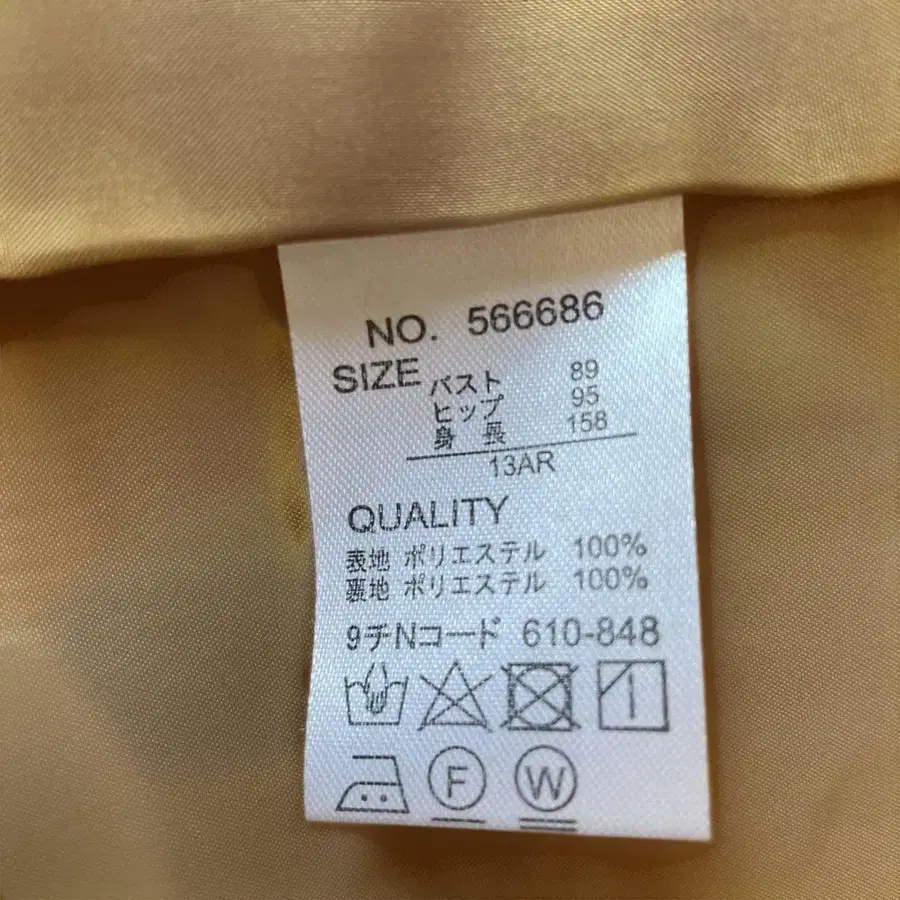 NO. 566686
SIZE バスト 89
ヒップ 95
身長 158
13AR
QUALITY
表地 ポリエステル 100%
裏地 ポリエステル 100%
9チNコード 610-848
F W